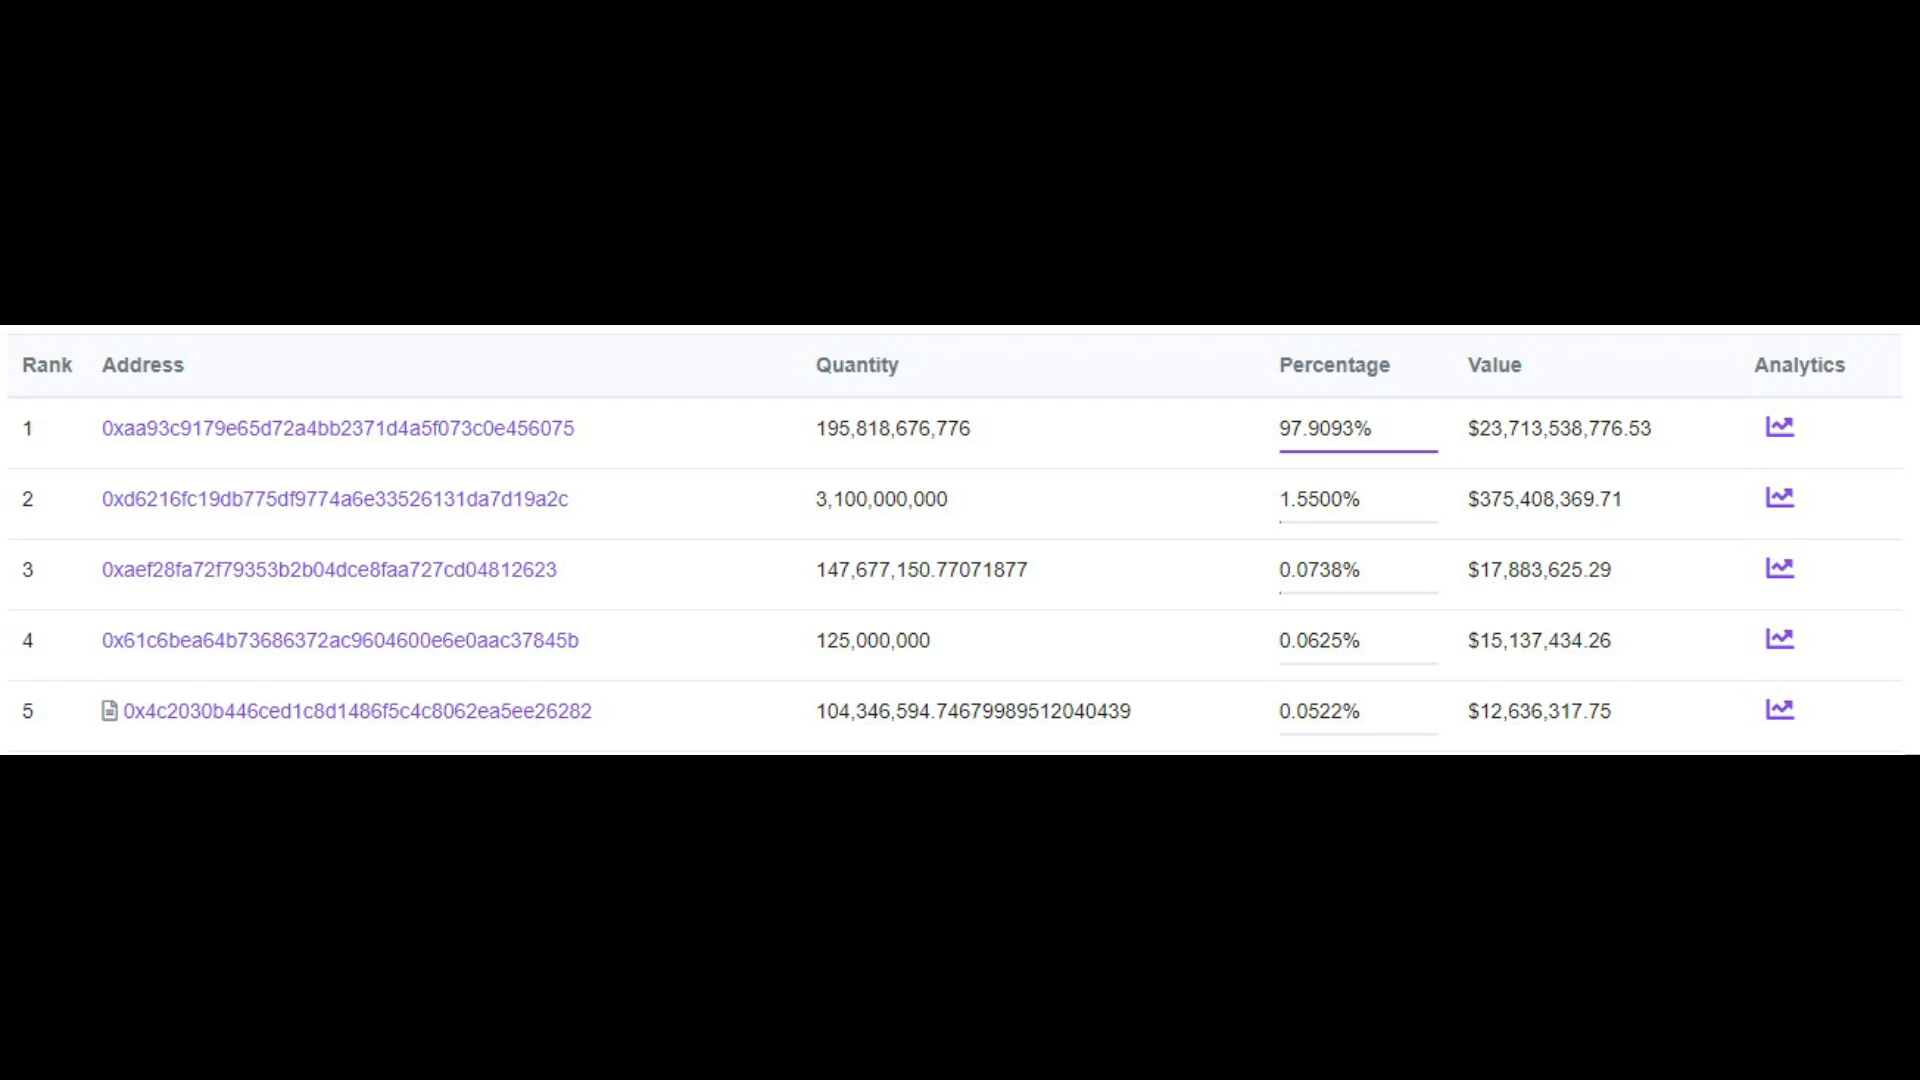 Rank Address Quantity Percentage Value Analytics
1 0xaa93c9179e65d72a4bb2371d4a5f073c0e456075 195,818,676,776 97.9093% $23,713,538,776.53
2 0xd6216fc19db775df9774a6e33526131da7d19a2c 3,100,000,000 1.5500% $375,408,369.71
3 0xaef28fa72f79353b2b04dce8faa727cd04812623 147,677,150.77071877 0.0738% $17,883,625.29
4 0x61c6bea64b73686372ac9604600e6e0aac37845b 125,000,000 0.0625% $15,137,434.26
5 0x4c2030b446ced1c8d1486f5c4c8062ea5ee26282 104,346,594.74679989512040439 0.0522% $12,636,317.75